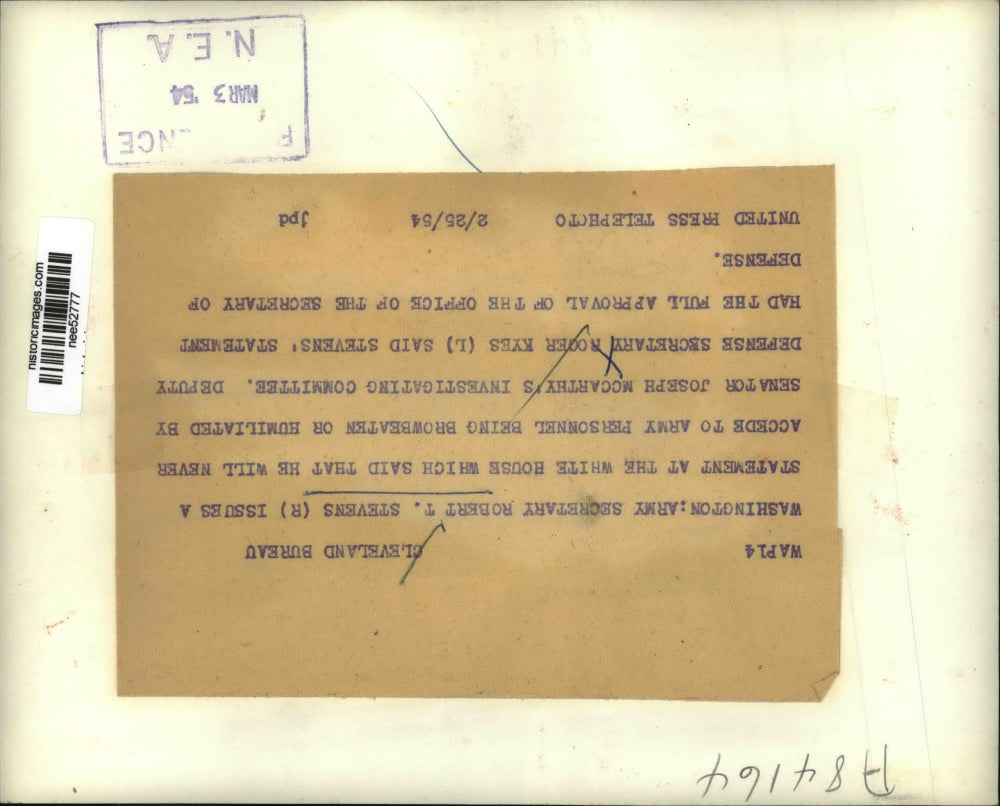 WAP14 CLEVELAND BUREAU
WASHINGTON:ARMY SECRETARY ROBERT T. STEVENS (R) ISSUES A
STATEMENT AT THE WHITE HOUSE WHICH SAID THAT HE WILL NEVER
ACCEDE TO ARMY PERSONNEL BEING BROWBEATEN OR HUMILIATED BY
SENATOR JOSEPH MCCARTHY'S INVESTIGATING COMMITTEE. DEPUTY
DEFENSE SECRETARY ROGER KYES (L) SAID STEVENS' STATEMENT
HAD THE FULL APPROVAL OF THE OFFICE OF THE SECRETARY OF
DEFENSE.
UNITED PRESS TELEPHOTO 2/25/54 jpd
MAR 3 '54
N.E.A.
A84164
historicimages.com
nee52777